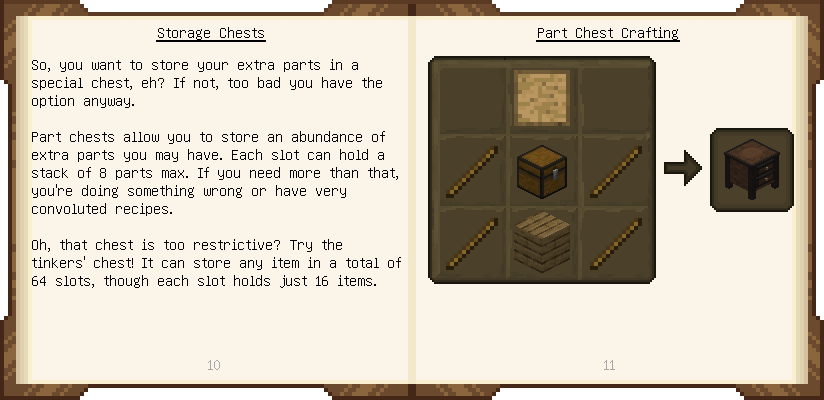 Storage Chests
So, you want to store your extra parts in a
special chest, eh? If not, too bad you have the
option anyway.
Part chests allow you to store an abundance of
extra parts you may have. Each slot can hold a
stack of 8 parts max. If you need more than that,
you're doing something wrong or have very
convoluted recipes.
Oh, that chest is too restrictive? Try the
tinkers' chest! It can store any item in a total of
64 slots, though each slot holds just 16 items.
10
Part Chest Crafting
11